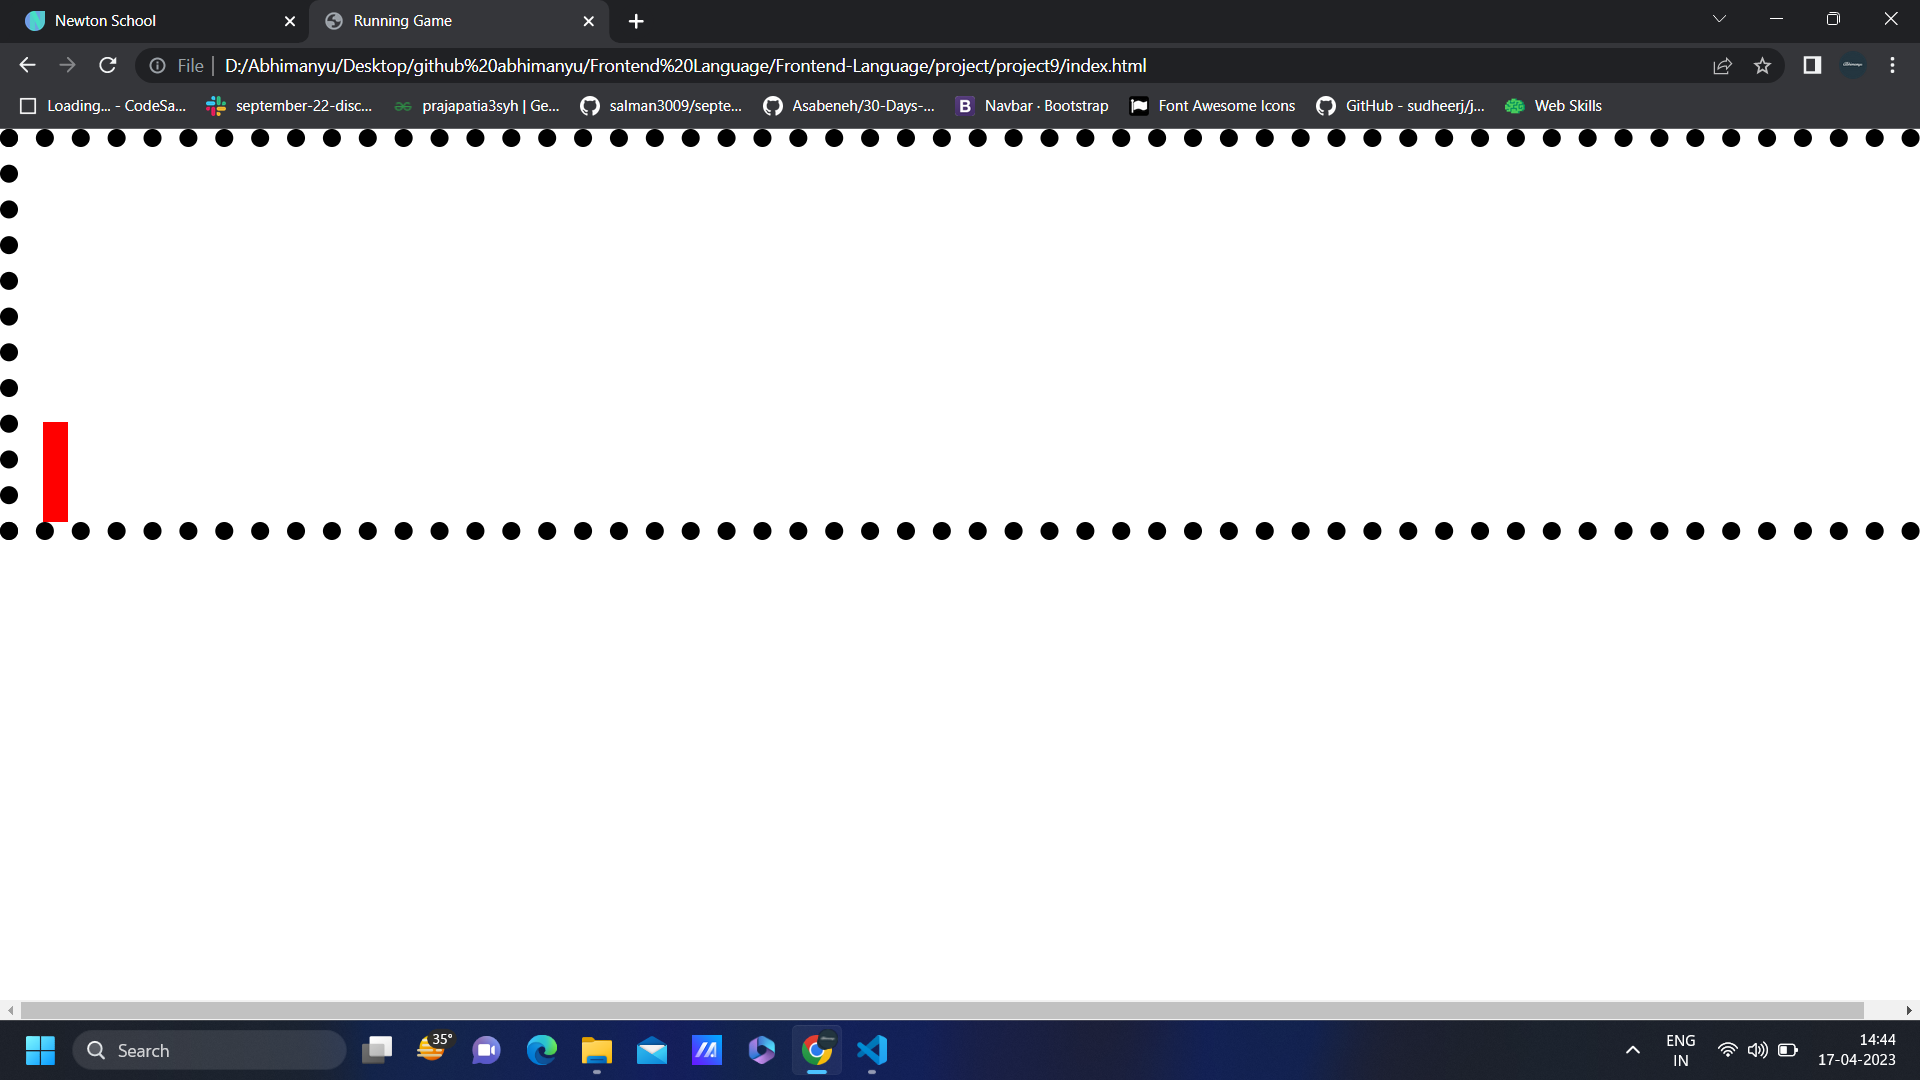 Newton School
Running Game
File
D:/Abhimanyu/Desktop/github%20abhimanyu/Frontend%20Language/Frontend-Language/project/project9/index.html
Loading... - CodeSa...
september-22-disc...
prajapatia3syh | Ge...
salman3009/septe...
Asabeneh/30-Days-...
B
Navbar · Bootstrap
Font Awesome Icons
GitHub - sudheerj/j...
Web Skills
Search
35°
ENG
IN
14:44
17-04-2023